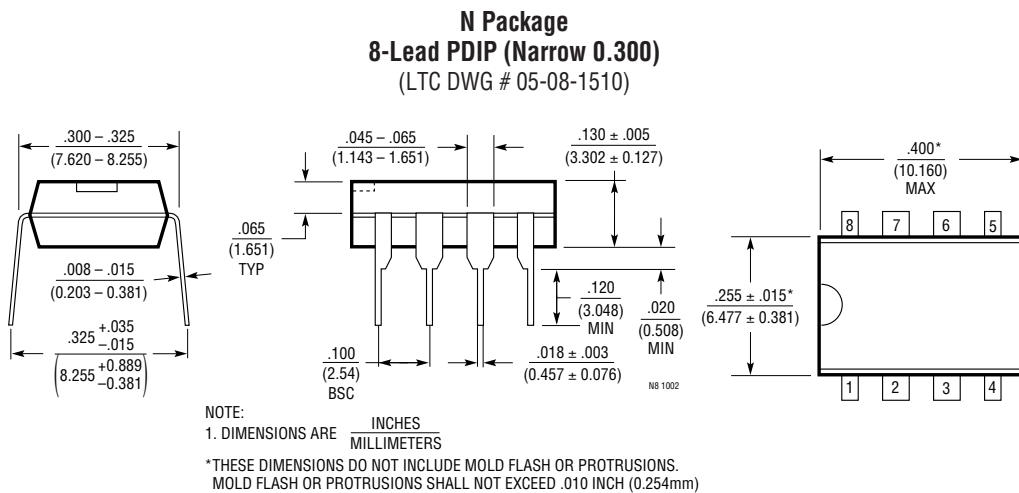 N Package
8-Lead PDIP (Narrow 0.300)
(LTC DWG # 05-08-1510)
.300 – .325
(7.620 – 8.255)
.065
(1.651)
TYP
.008 – .015
(0.203 – 0.381)
.325 +.035 –.015
(8.255 +0.889 –0.381)
.045 – .065
(1.143 – 1.651)
.130 ± .005
(3.302 ± 0.127)
.120
(3.048)
MIN
.020
(0.508)
MIN
.100
(2.54)
BSC
.018 ± .003
(0.457 ± 0.076)
N8 1002
.400*
(10.160)
MAX
8 7 6 5
.255 ± .015*
(6.477 ± 0.381)
1 2 3 4
NOTE:
1. DIMENSIONS ARE INCHES
MILLIMETERS
*THESE DIMENSIONS DO NOT INCLUDE MOLD FLASH OR PROTRUSIONS.
MOLD FLASH OR PROTRUSIONS SHALL NOT EXCEED .010 INCH (0.254mm)